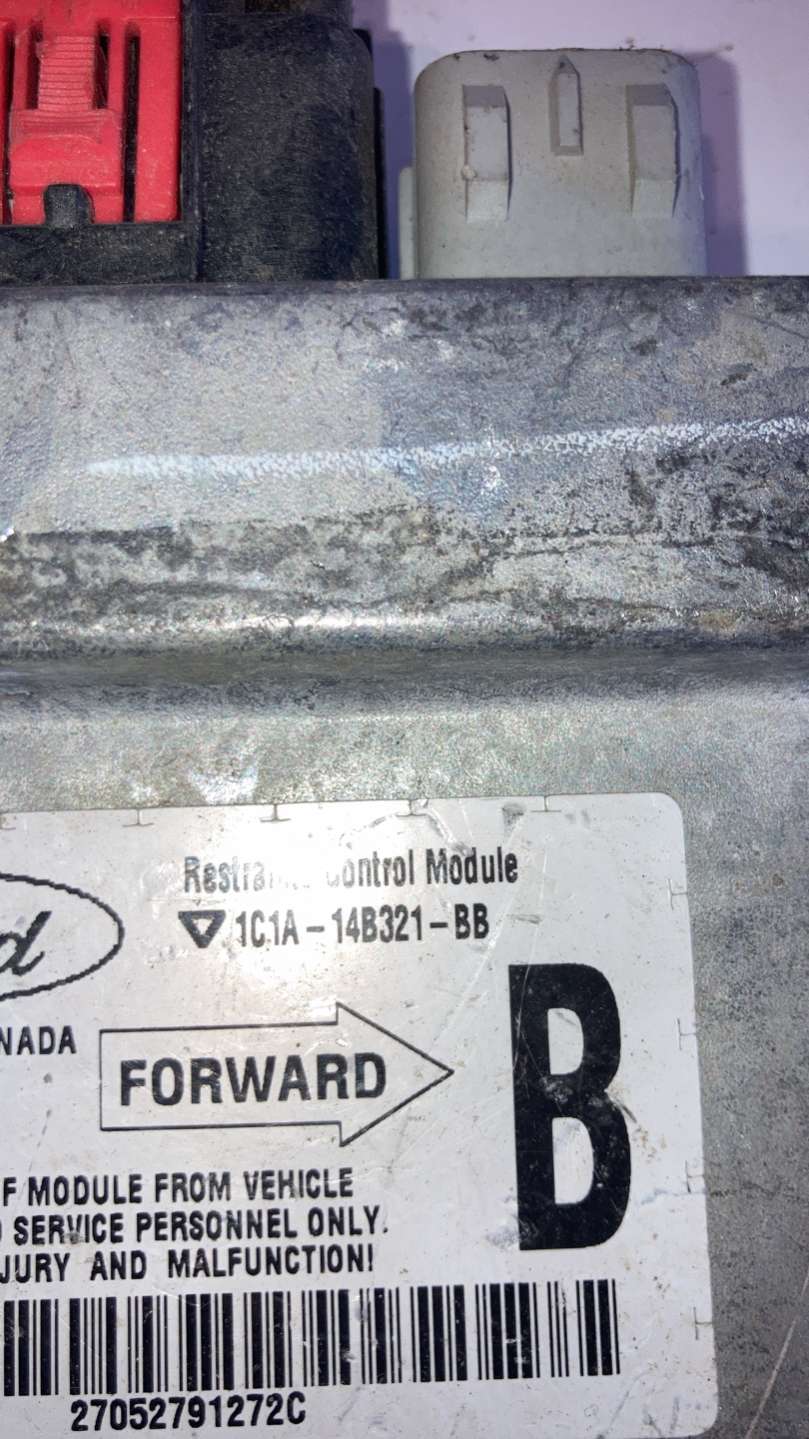 Control Module
1C1A-14B321-BB
B
NADA
FORWARD
F MODULE FROM VEHICLE
SERVICE PERSONNEL ONLY.
JURY AND MALFUNCTION!
27052791272C